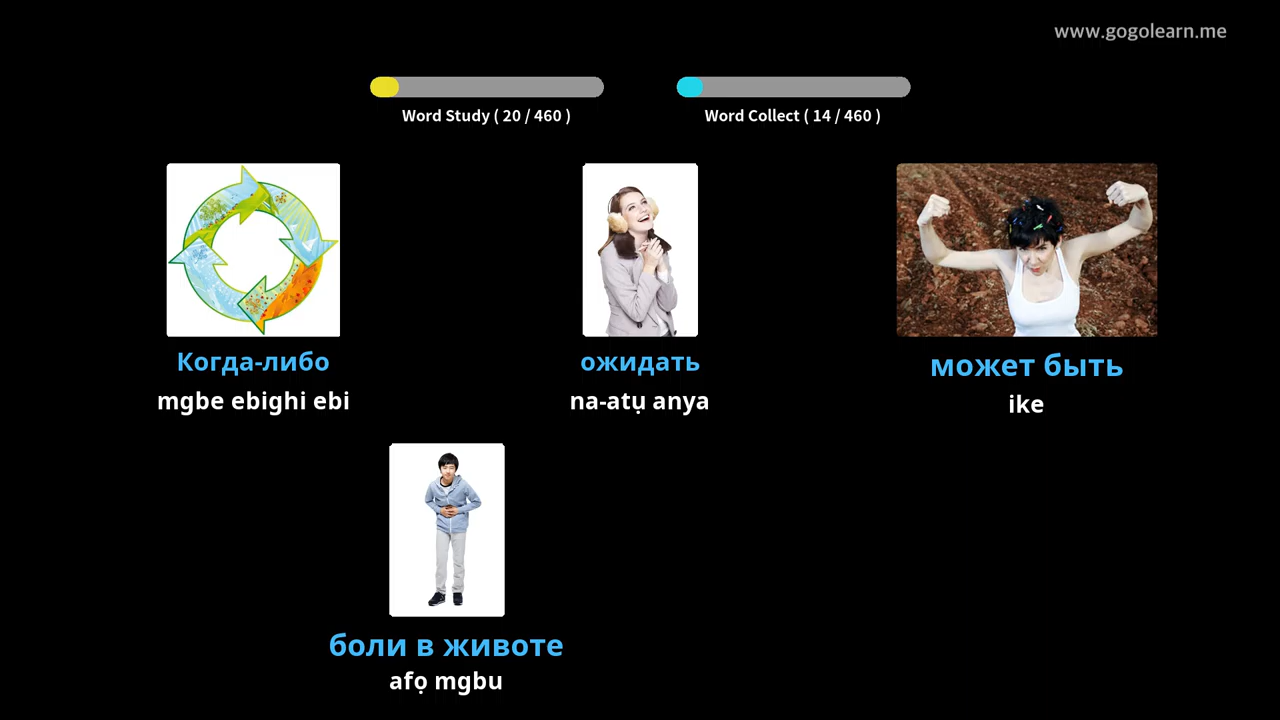 www.gogolearn.me
Word Study ( 20 / 460 )
Word Collect ( 14 / 460 )
Когда-либо
mgbe ebighi ebi
ожидать
na-atụ anya
может быть
ike
боли в животе
afọ mgbu